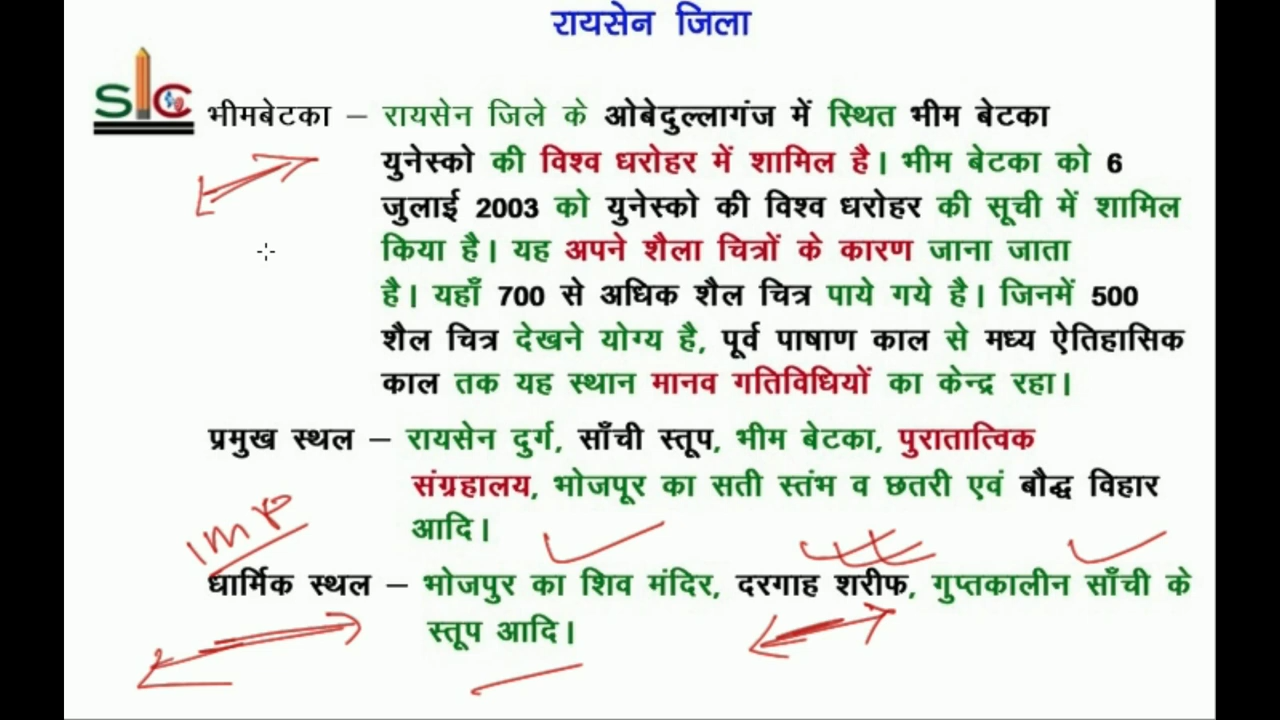 रायसेन जिला
SIC
भीमबेटका – रायसेन जिले के ओबेदुल्लागंज में स्थित भीम बेटका
युनेस्को की विश्व धरोहर में शामिल है। भीम बेटका को 6
जुलाई 2003 को युनेस्को की विश्व धरोहर की सूची में शामिल
किया है। यह अपने शैला चित्रों के कारण जाना जाता
है। यहाँ 700 से अधिक शैल चित्र पाये गये है। जिनमें 500
शैल चित्र देखने योग्य है, पूर्व पाषाण काल से मध्य ऐतिहासिक
काल तक यह स्थान मानव गतिविधियों का केन्द्र रहा।
प्रमुख स्थल – रायसेन दुर्ग, साँची स्तूप, भीम बेटका, पुरातात्विक
संग्रहालय, भोजपूर का सती स्तंभ व छतरी एवं बौद्ध विहार
आदि।
IMP
धार्मिक स्थल – भोजपुर का शिव मंदिर, दरगाह शरीफ, गुप्तकालीन साँची के
स्तूप आदि।